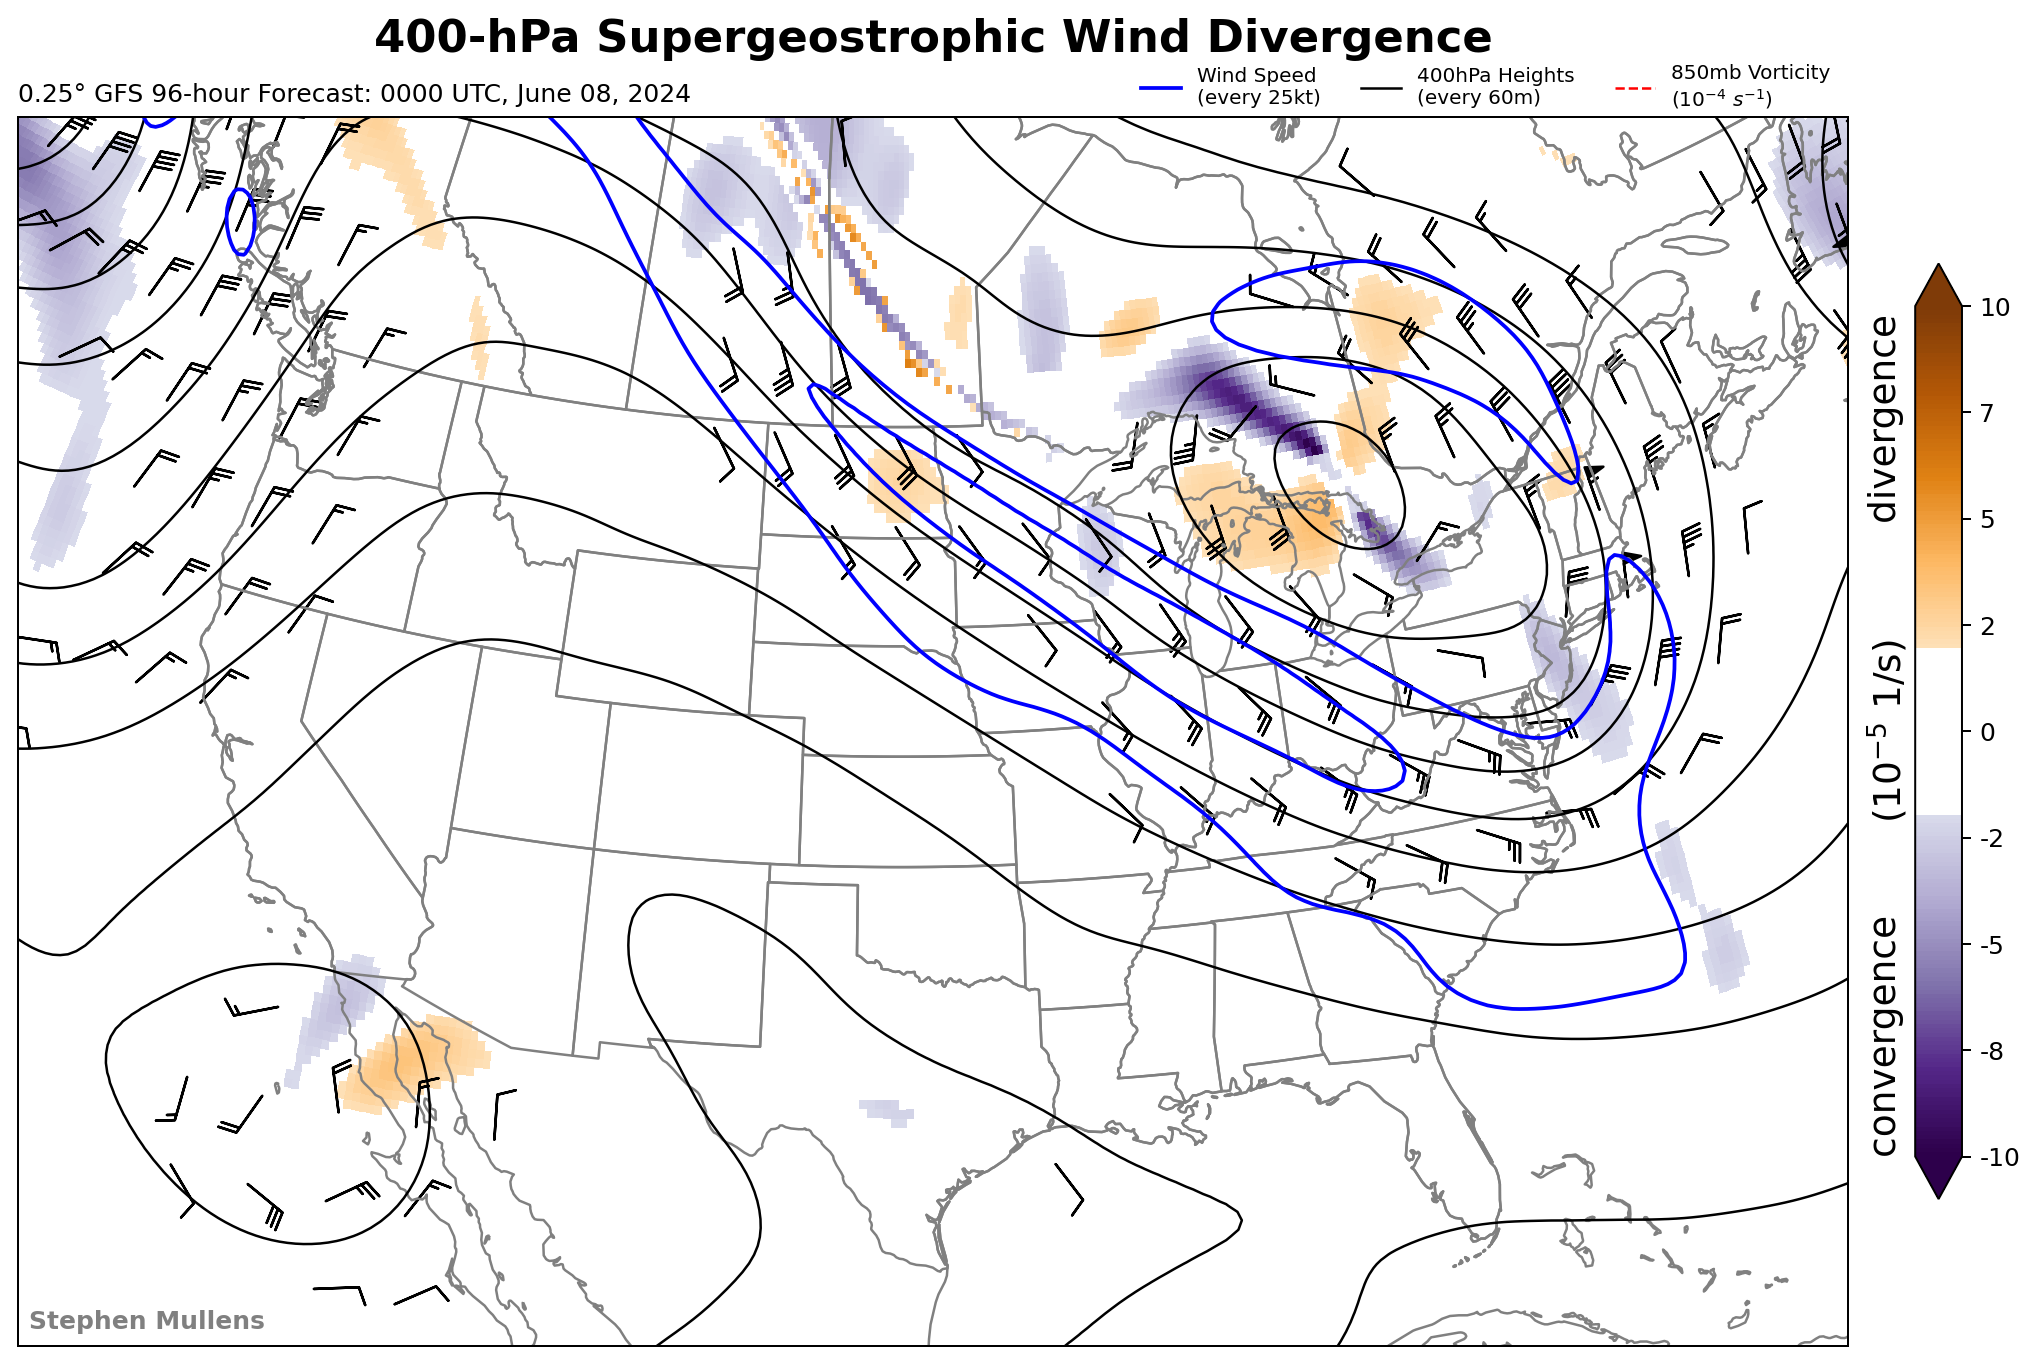 400-hPa Supergeostrophic Wind Divergence
0.25° GFS 96-hour Forecast: 0000 UTC, June 08, 2024
Wind Speed
(every 25kt)
400hPa Heights
(every 60m)
850mb Vorticity
(10⁻⁴ s⁻¹)
10
7
5
2
0
-2
-5
-8
-10
convergence (10⁻⁵ 1/s) divergence
Stephen Mullens